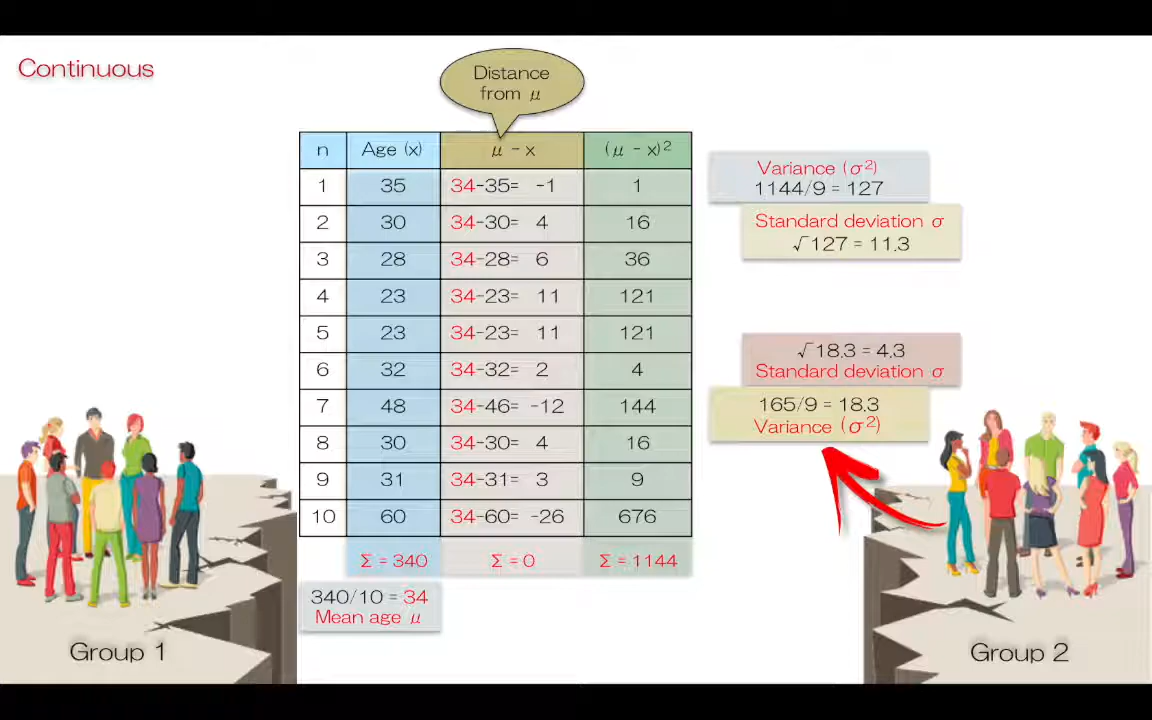 Continuous
Distance
from μ
n Age (x) μ - x (μ - x)²
1 35 34-35= -1 1
2 30 34-30= 4 16
3 28 34-28= 6 36
4 23 34-23= 11 121
5 23 34-23= 11 121
6 32 34-32= 2 4
7 48 34-46= -12 144
8 30 34-30= 4 16
9 31 34-31= 3 9
10 60 34-60= -26 676
Σ = 340 Σ = 0 Σ = 1144
340/10 = 34
Mean age μ
Variance (σ²)
1144/9 = 127
Standard deviation σ
√127 = 11.3
√18.3 = 4.3
Standard deviation σ
165/9 = 18.3
Variance (σ²)
Group 1
Group 2